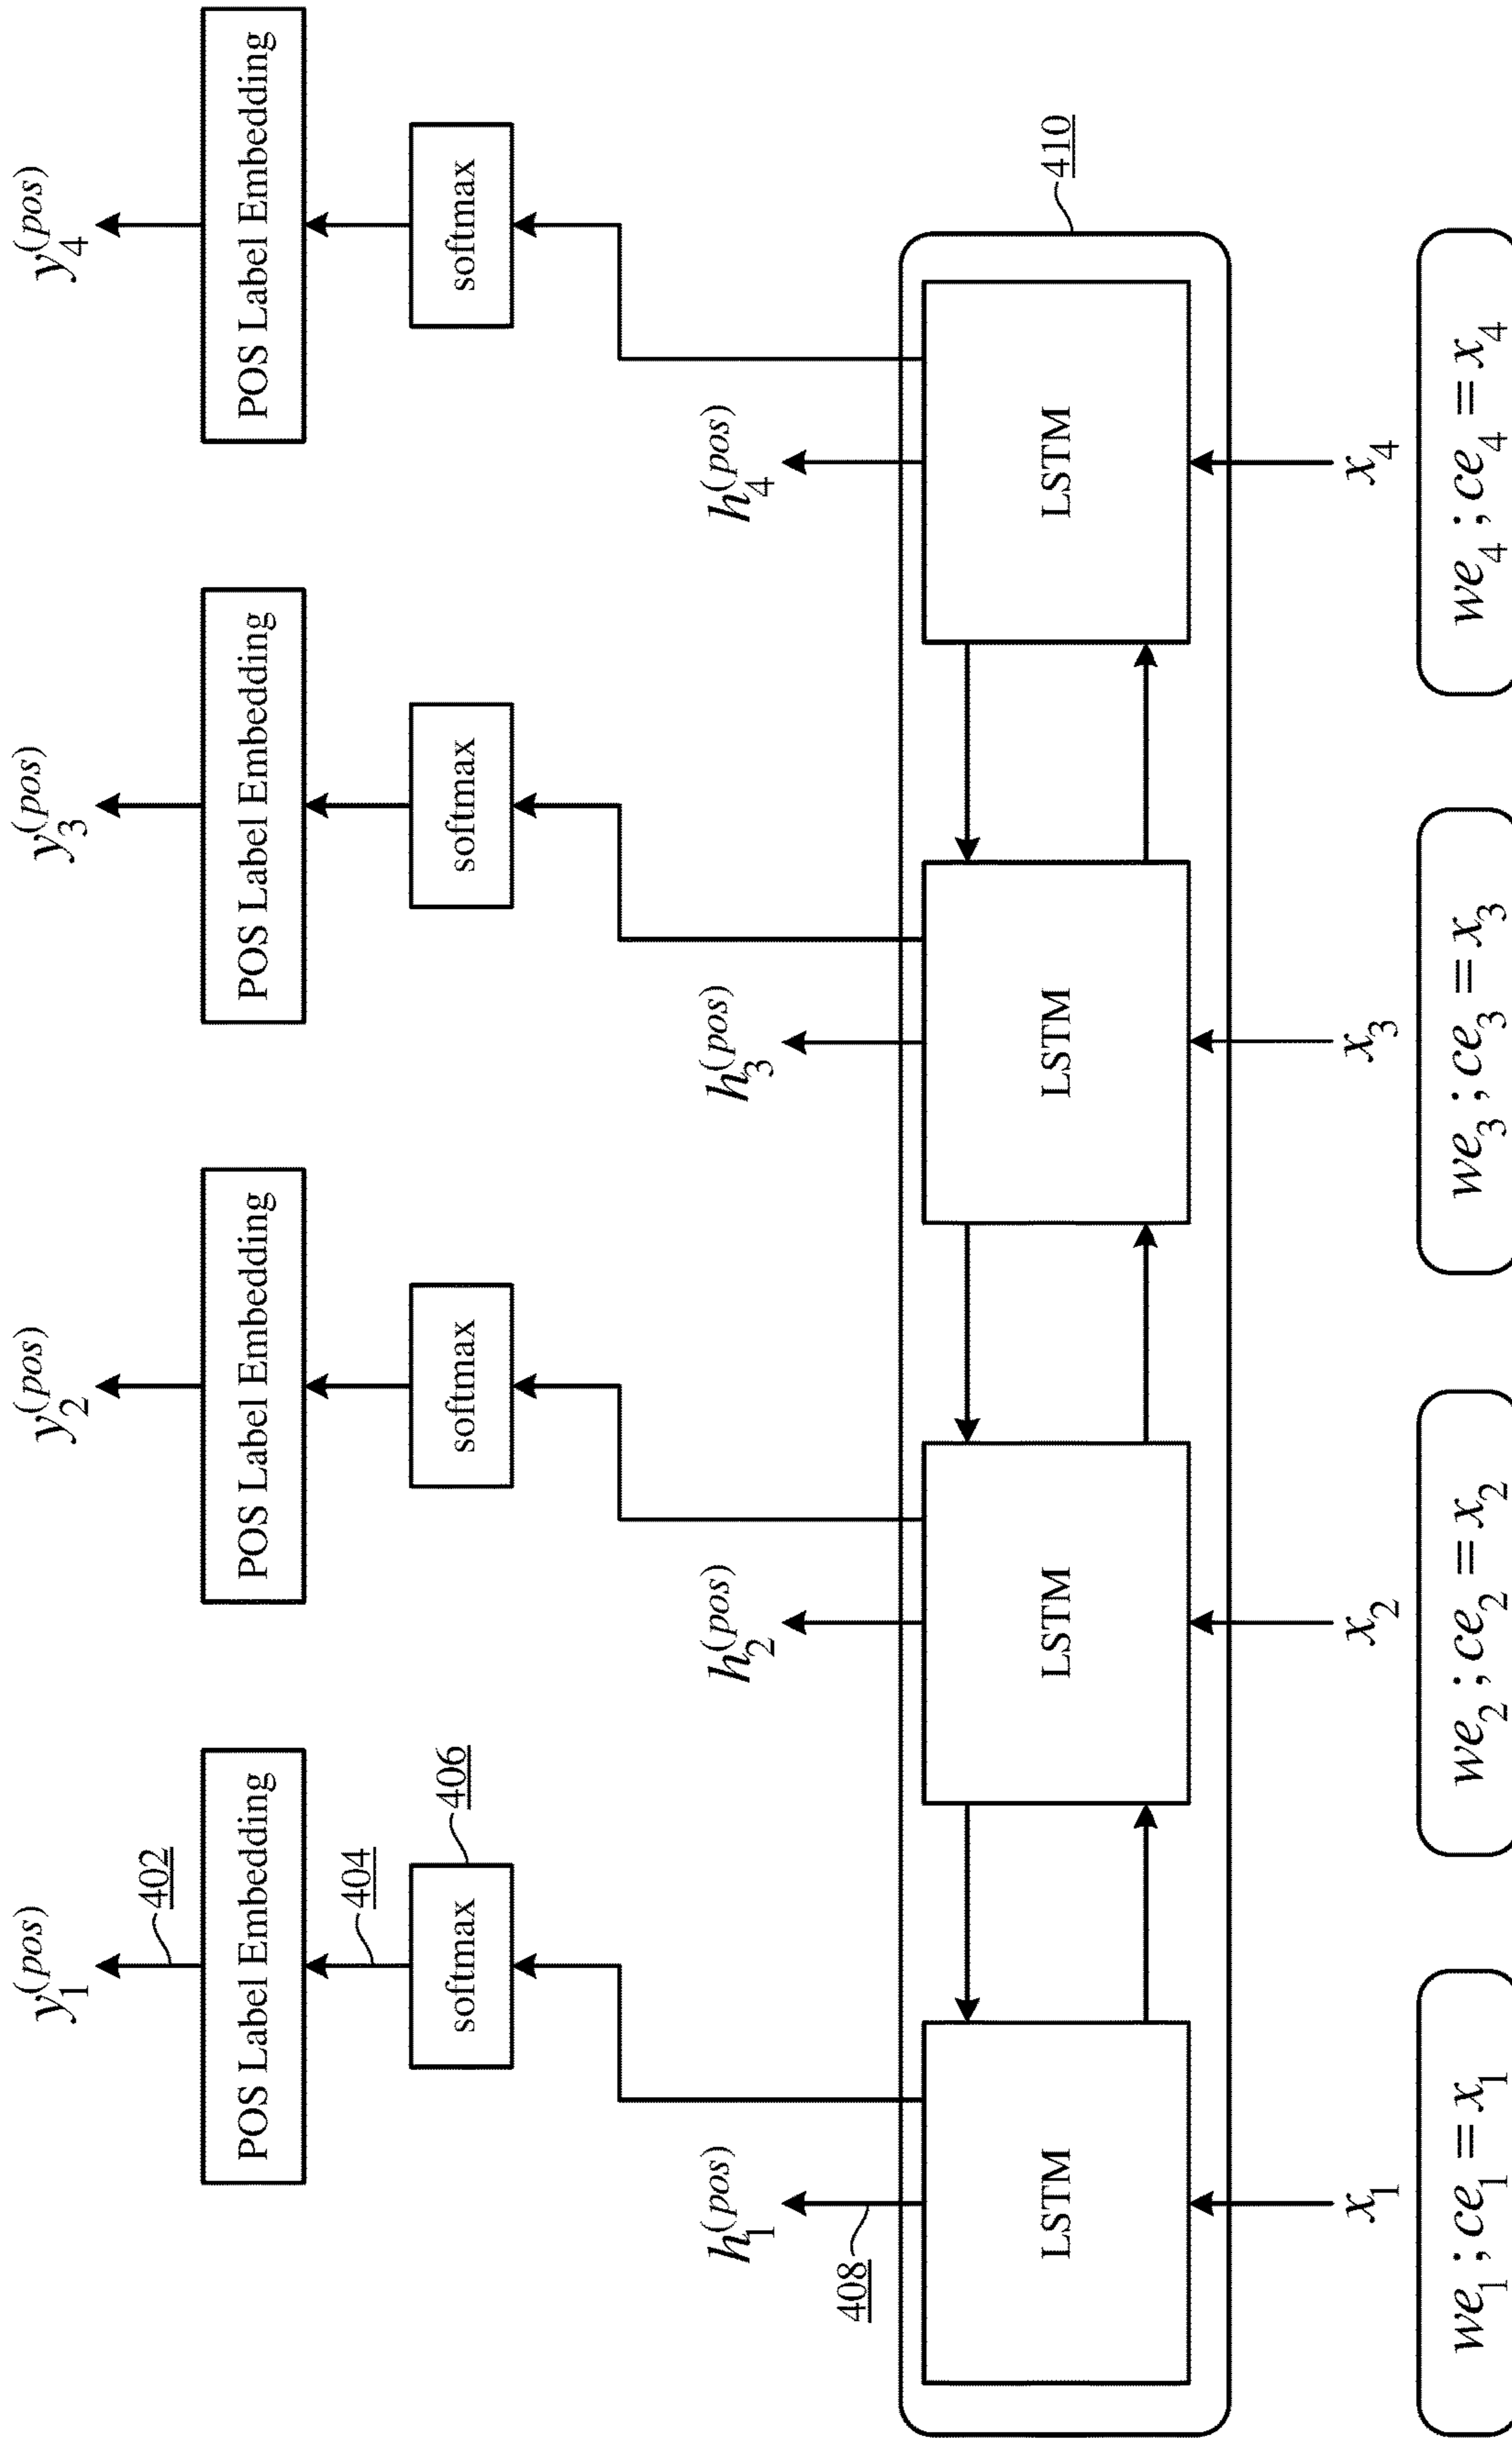 y_1^(pos) y_2^(pos) y_3^(pos) y_4^(pos)
402
POS Label Embedding POS Label Embedding POS Label Embedding POS Label Embedding
404
406
softmax softmax softmax softmax
h_1^(pos) h_2^(pos) h_3^(pos) h_4^(pos)
408
410
LSTM LSTM LSTM LSTM
x_1 x_2 x_3 x_4
we_1 ; ce_1 = x_1 we_2 ; ce_2 = x_2 we_3 ; ce_3 = x_3 we_4 ; ce_4 = x_4